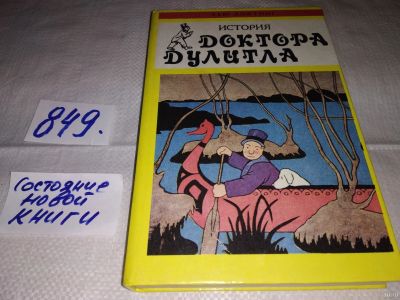 ИСТОРИЯ
ДОКТОРА
ДУЛИТЛА
849.
Состояние
новой
книги